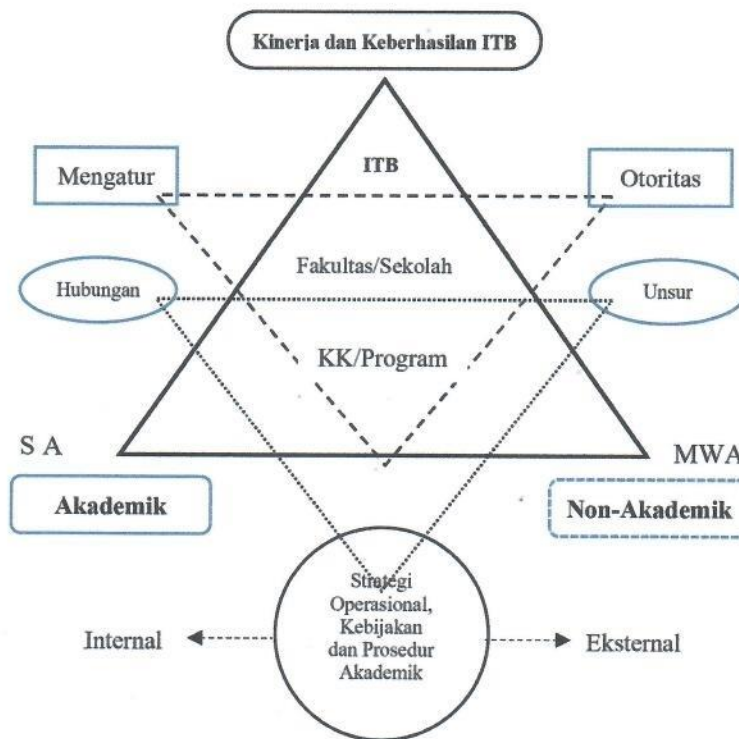 Kinerja dan Keberhasilan ITB
ITB
Mengatur
Otoritas
Fakultas/Sekolah
Hubungan
Unsur
KK/Program
S A
MWA
Akademik
Non-Akademik
Strategi
Operasional,
Kebijakan
dan Prosedur
Akademik
Internal
Eksternal